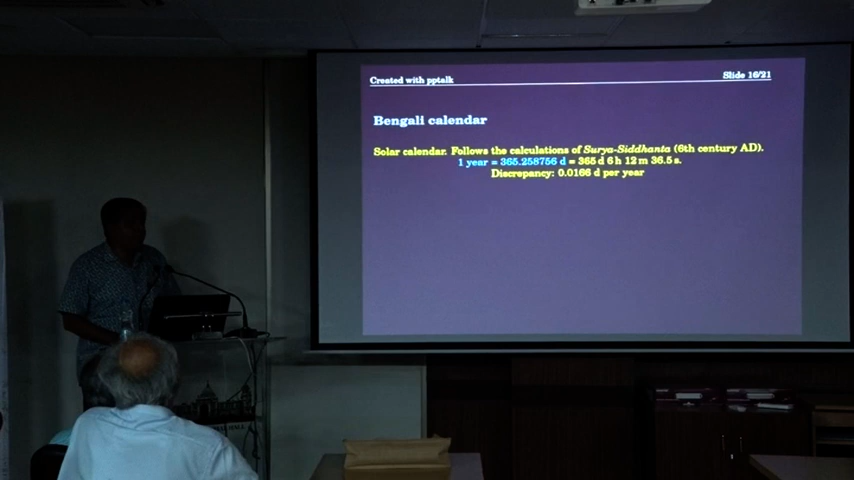 Created with pptalk
Slide 16/21
Bengali calendar
Solar calendar. Follows the calculations of Surya-Siddhanta (6th century AD).
1 year = 365.258756 d = 365 d 6 h 12 m 36.5 s.
Discrepancy: 0.0166 d per year